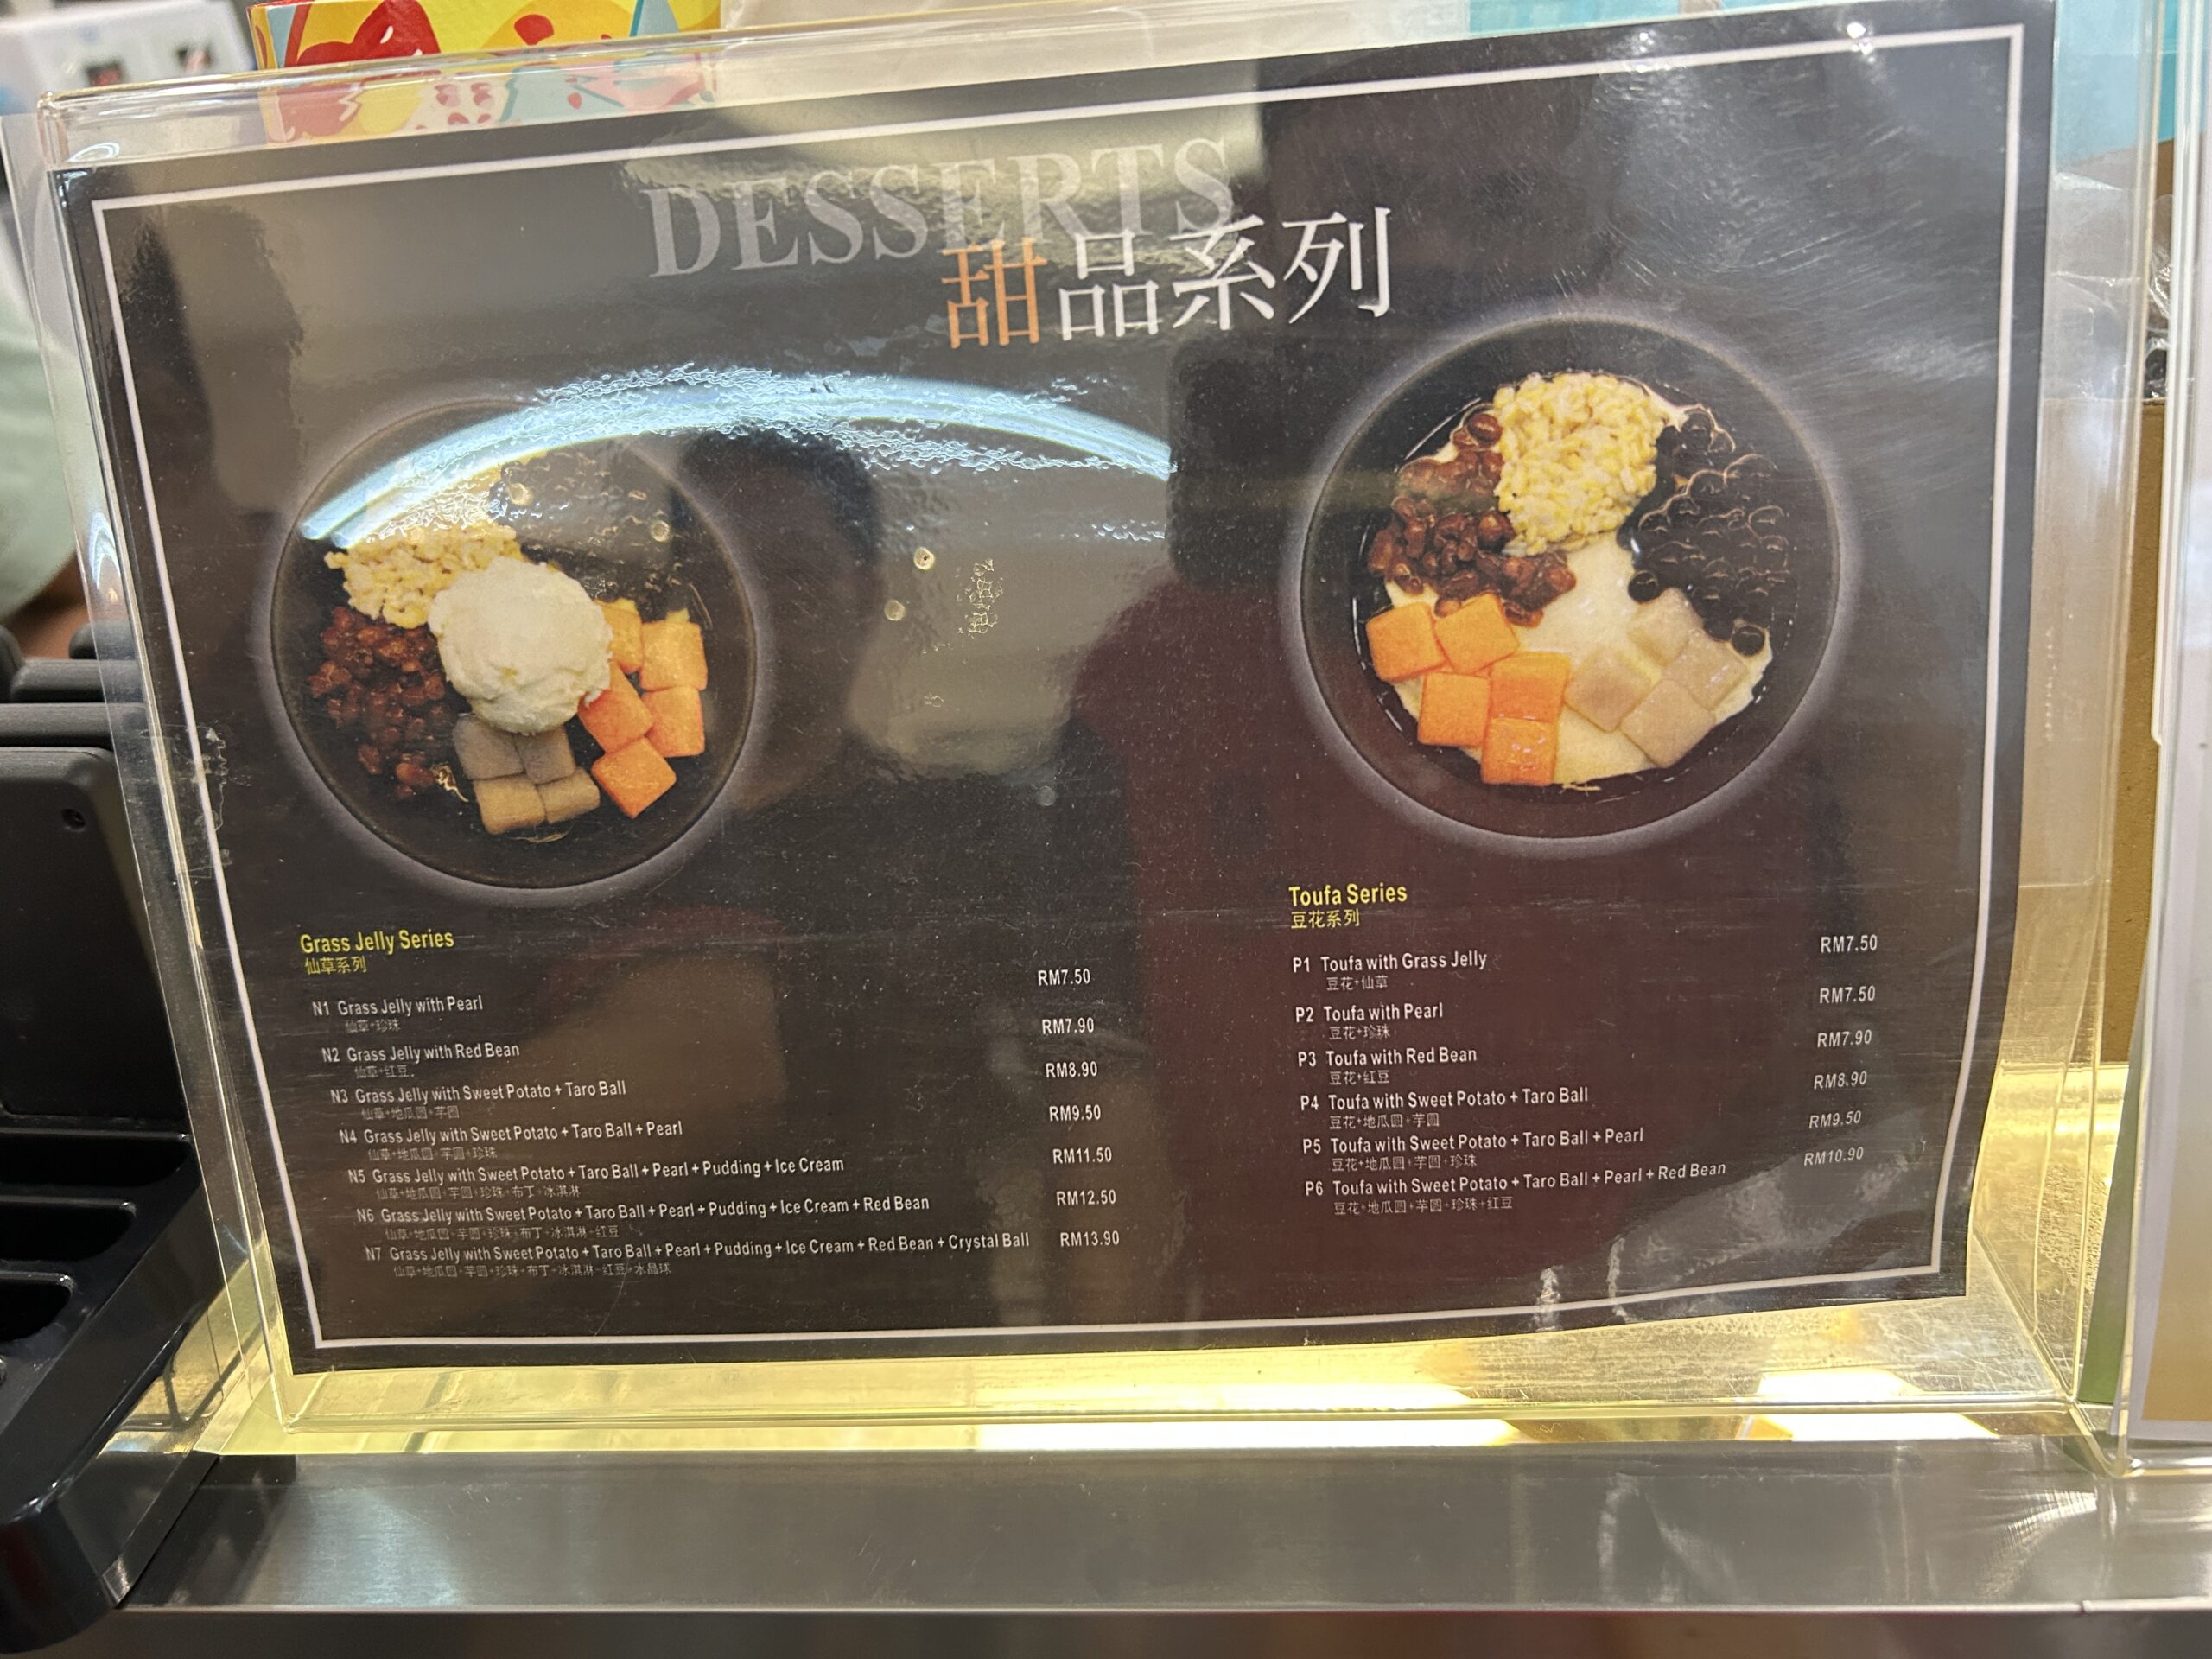 DESSERTS
甜品系列
Grass Jelly Series
仙草系列
N1 Grass Jelly with Pearl RM7.50
仙草+珍珠
N2 Grass Jelly with Red Bean RM7.90
仙草+红豆
N3 Grass Jelly with Sweet Potato + Taro Ball RM8.90
仙草+地瓜圆+芋圆
N4 Grass Jelly with Sweet Potato + Taro Ball + Pearl RM9.50
仙草+地瓜圆+芋圆+珍珠
N5 Grass Jelly with Sweet Potato + Taro Ball + Pearl + Pudding + Ice Cream RM11.50
仙草+地瓜圆+芋圆+珍珠+布丁+冰淇淋
N6 Grass Jelly with Sweet Potato + Taro Ball + Pearl + Pudding + Ice Cream + Red Bean RM12.50
仙草+地瓜圆+芋圆+珍珠+布丁+冰淇淋+红豆
N7 Grass Jelly with Sweet Potato + Taro Ball + Pearl + Pudding + Ice Cream + Red Bean + Crystal Ball RM13.90
仙草+地瓜圆+芋圆+珍珠+布丁+冰淇淋+红豆+水晶球
Toufa Series
豆花系列
P1 Toufa with Grass Jelly RM7.50
豆花+仙草
P2 Toufa with Pearl RM7.50
豆花+珍珠
P3 Toufa with Red Bean RM7.90
豆花+红豆
P4 Toufa with Sweet Potato + Taro Ball RM8.90
豆花+地瓜圆+芋圆
P5 Toufa with Sweet Potato + Taro Ball + Pearl RM9.50
豆花+地瓜圆+芋圆+珍珠
P6 Toufa with Sweet Potato + Taro Ball + Pearl + Red Bean RM10.90
豆花+地瓜圆+芋圆+珍珠+红豆